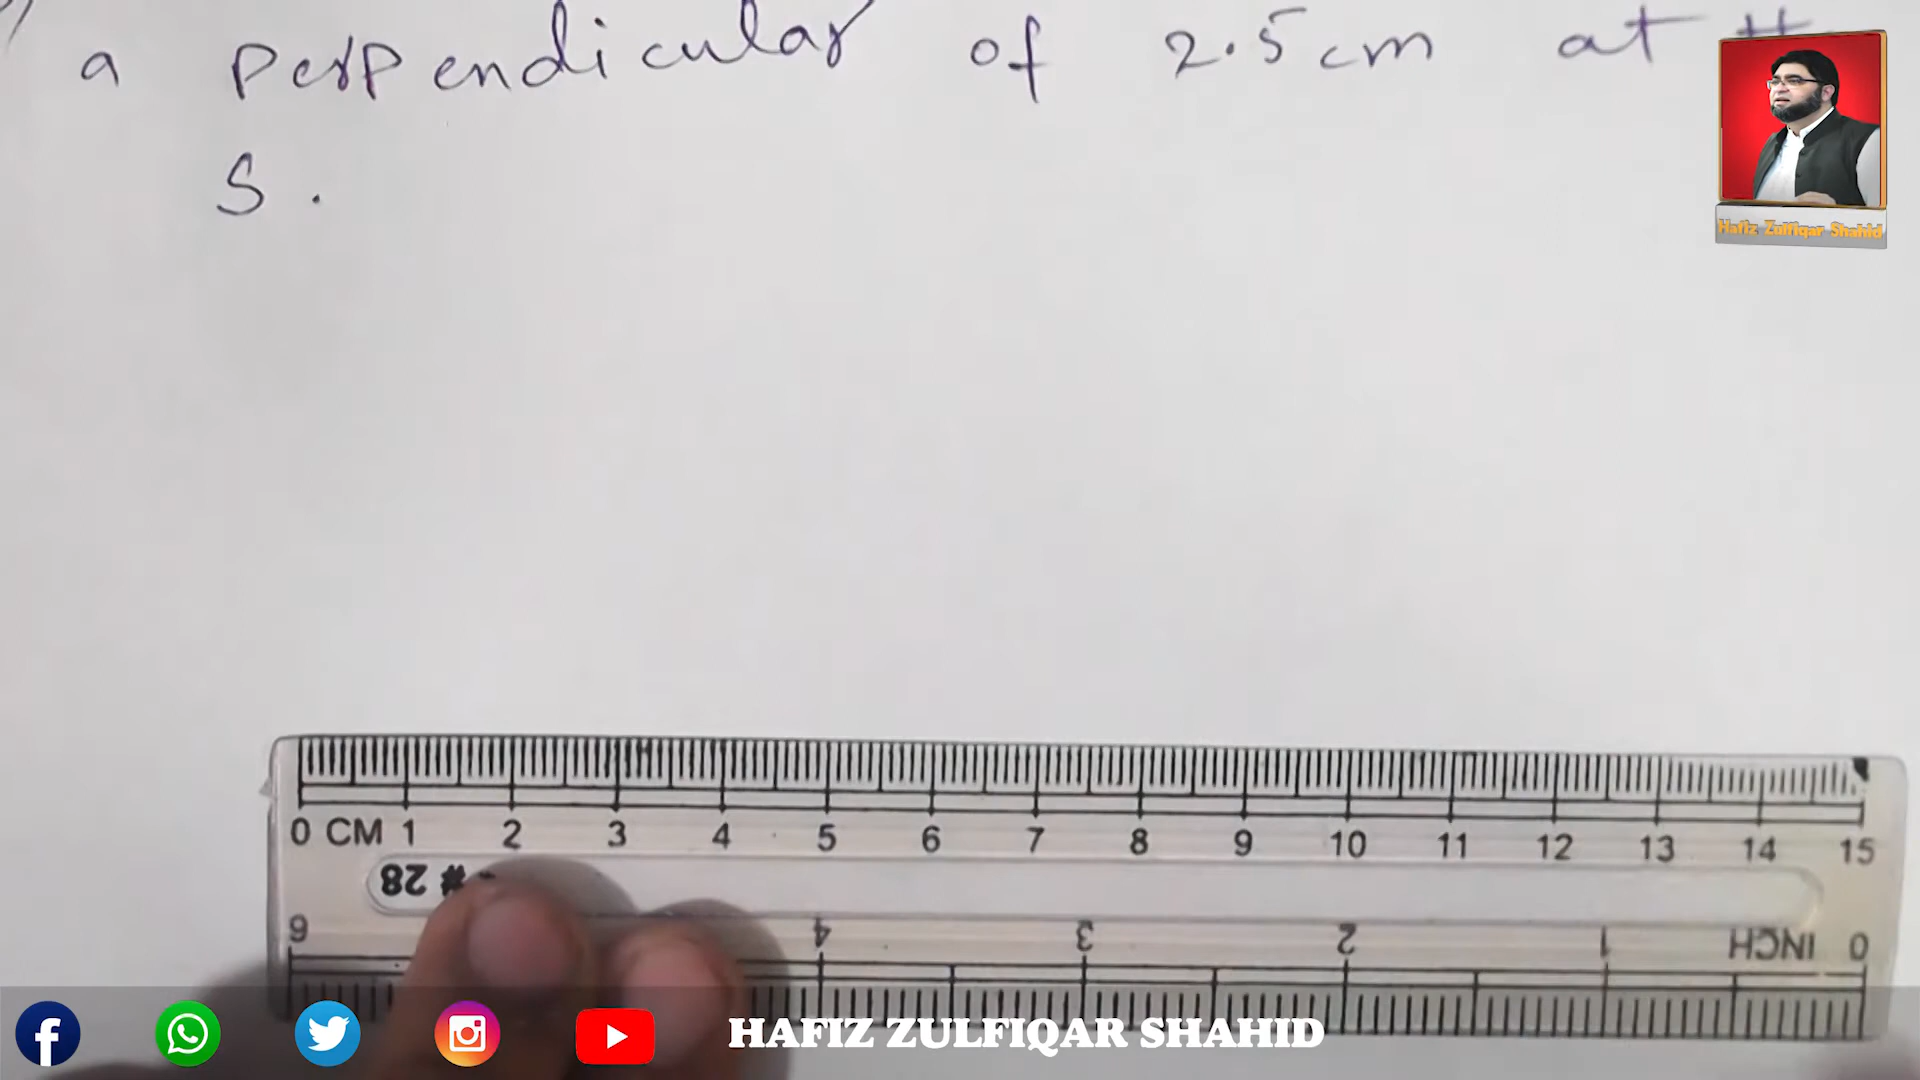 a perpendicular of 2.5cm at
S.
Hafiz Zulfiqar Shahid
0 CM 1 2 3 4 5 6 7 8 9 10 11 12 13 14 15
# 28
6 4 3 2 1 INCH 0
HAFIZ ZULFIQAR SHAHID